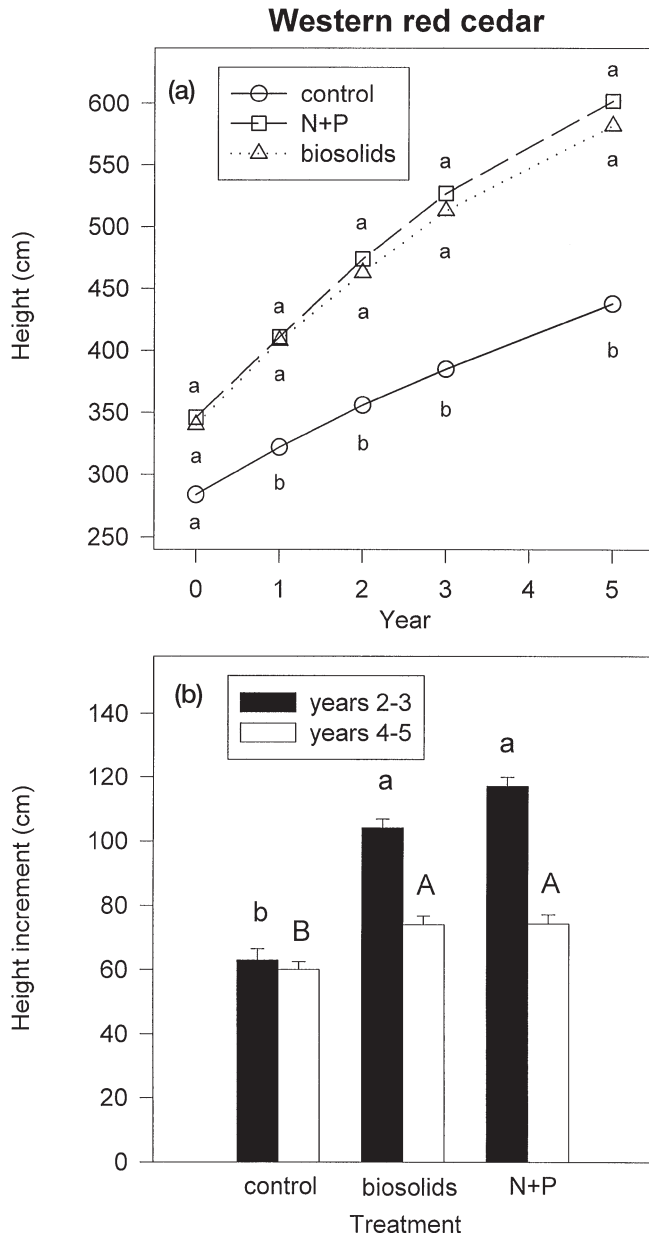 Western red cedar
(a)
control
N+P
biosolids
Height (cm)
600
550
500
450
400
350
300
250
a
a
a
a
a
a
a
a
a
a
a
b
b
b
b
0 1 2 3 4 5
Year
(b)
years 2-3
years 4-5
Height increment (cm)
140
120
100
80
60
40
20
0
b
B
a
A
a
A
control biosolids N+P
Treatment